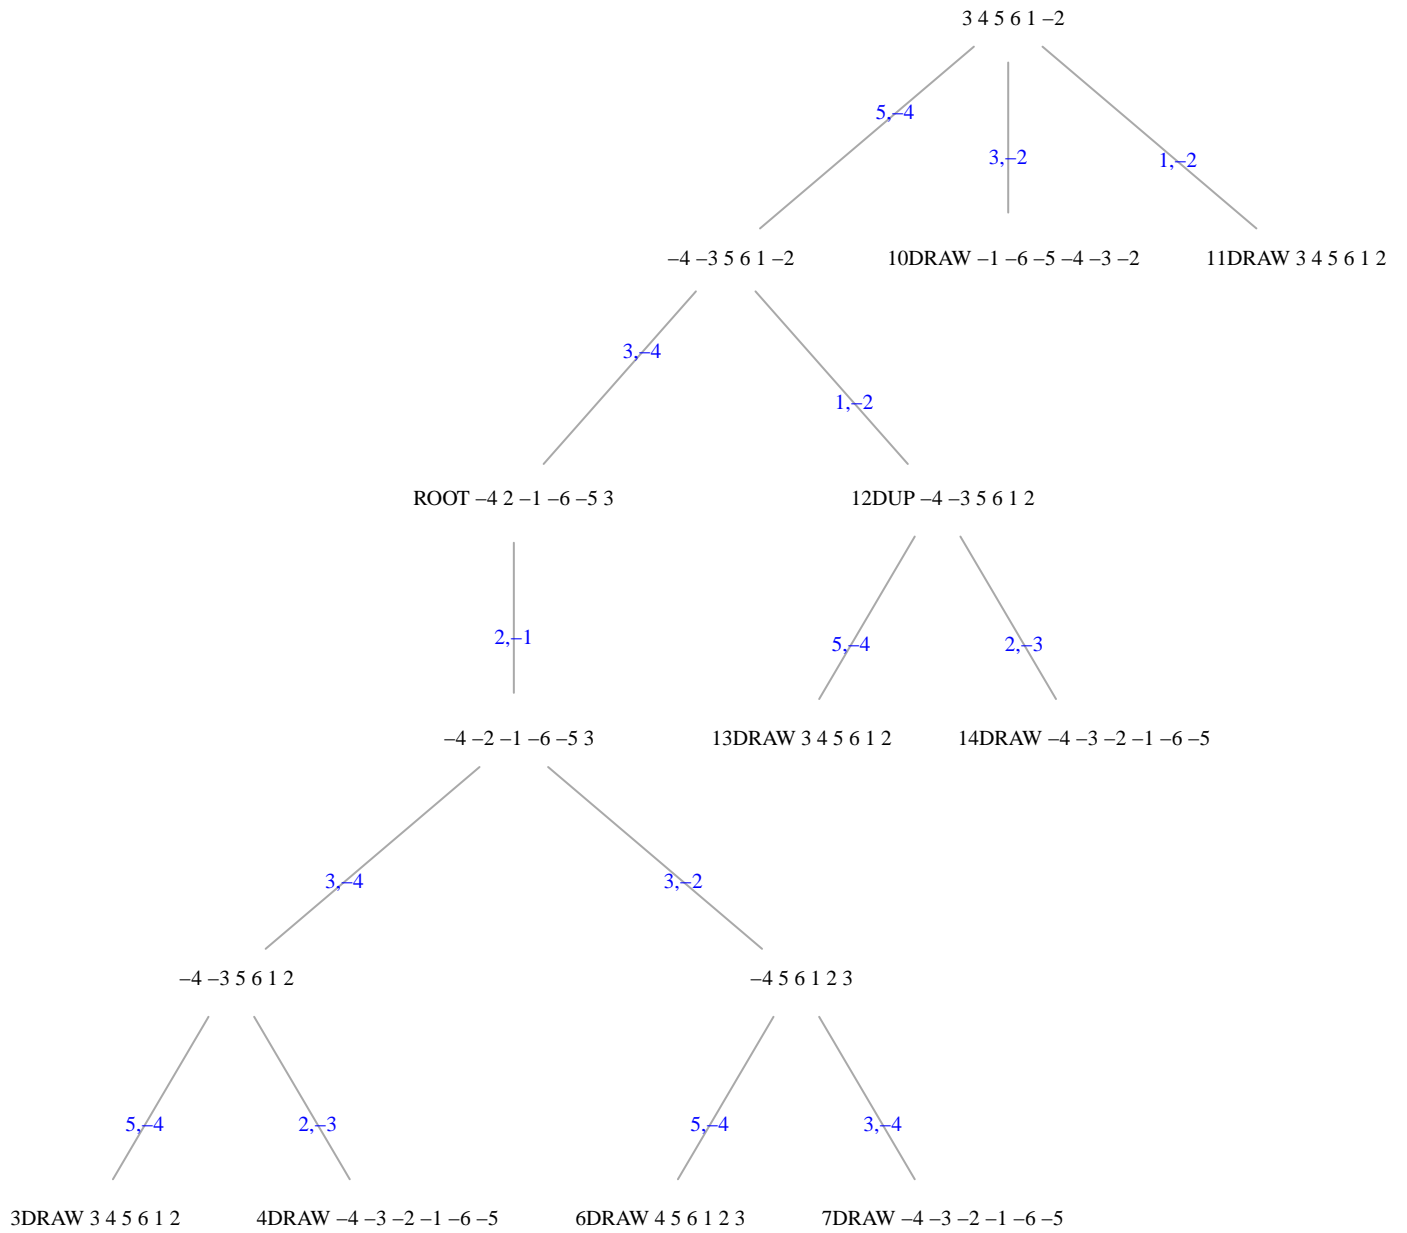 3 4 5 6 1 –2
5,–4
3,–2
1,–2
–4 –3 5 6 1 –2
10DRAW –1 –6 –5 –4 –3 –2
11DRAW 3 4 5 6 1 2
3,–4
1,–2
ROOT –4 2 –1 –6 –5 3
12DUP –4 –3 5 6 1 2
2,–1
5,–4
2,–3
–4 –2 –1 –6 –5 3
13DRAW 3 4 5 6 1 2
14DRAW –4 –3 –2 –1 –6 –5
3,–4
3,–2
–4 –3 5 6 1 2
–4 5 6 1 2 3
5,–4
2,–3
5,–4
3,–4
3DRAW 3 4 5 6 1 2
4DRAW –4 –3 –2 –1 –6 –5
6DRAW 4 5 6 1 2 3
7DRAW –4 –3 –2 –1 –6 –5